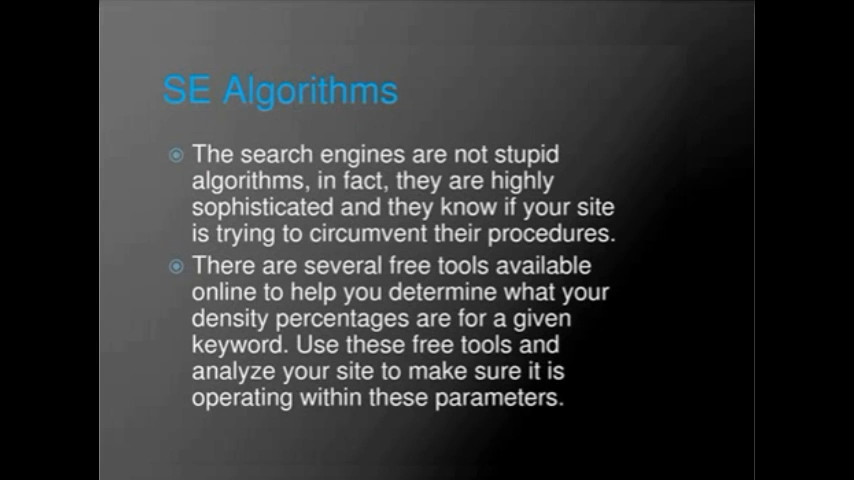 SE Algorithms
The search engines are not stupid
algorithms, in fact, they are highly
sophisticated and they know if your site
is trying to circumvent their procedures.
There are several free tools available
online to help you determine what your
density percentages are for a given
keyword. Use these free tools and
analyze your site to make sure it is
operating within these parameters.